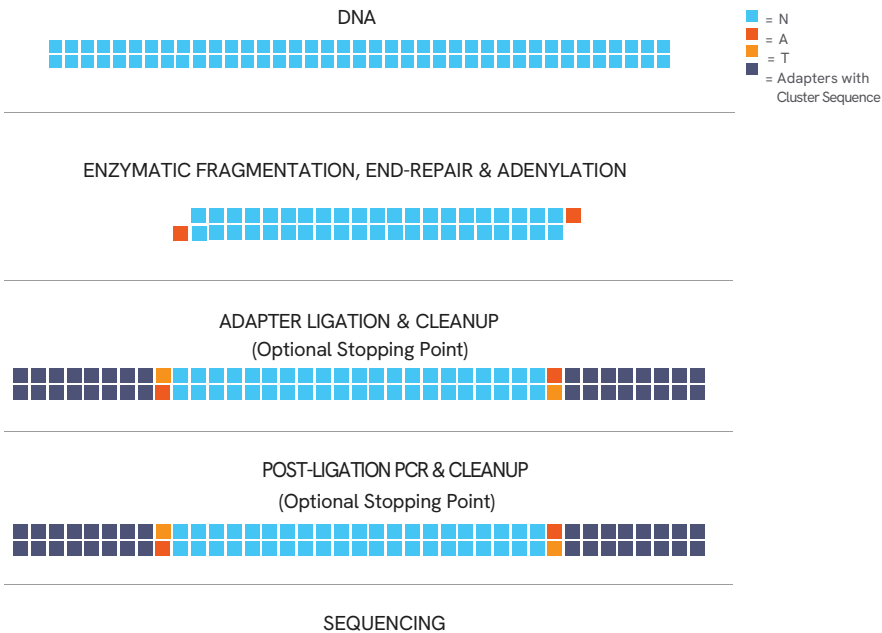 DNA
= N
= A
= T
= Adapters with
Cluster Sequence
ENZYMATIC FRAGMENTATION, END-REPAIR & ADENYLATION
ADAPTER LIGATION & CLEANUP
(Optional Stopping Point)
POST-LIGATION PCR & CLEANUP
(Optional Stopping Point)
SEQUENCING